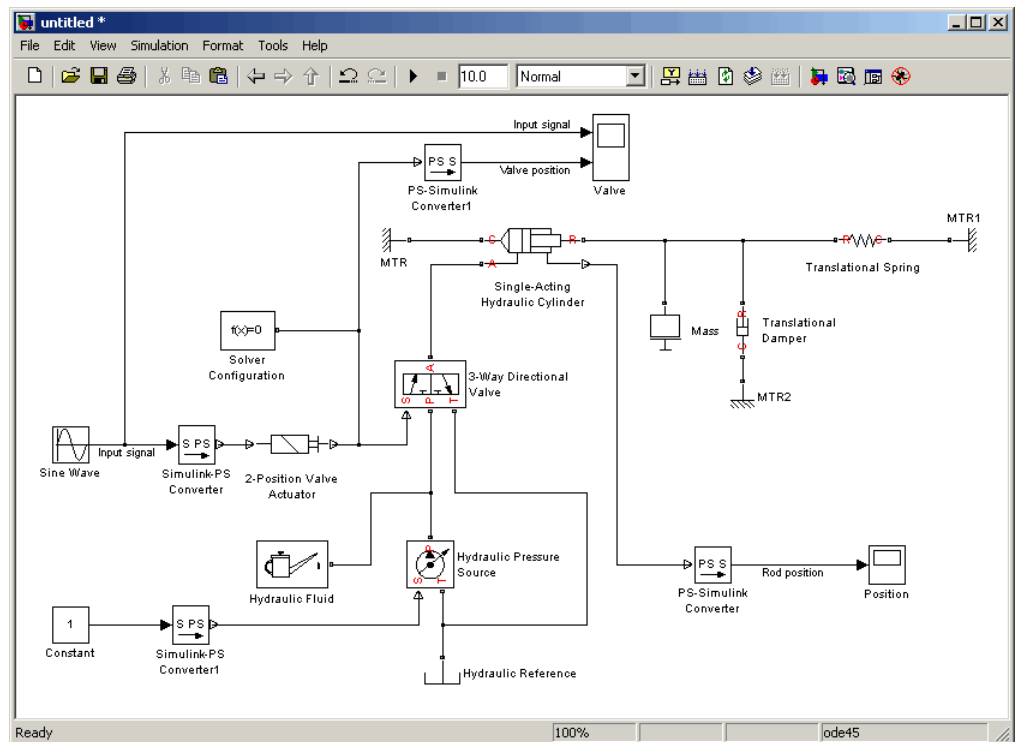 untitled *
File Edit View Simulation Format Tools Help
10.0 Normal
Input signal
Valve position
Valve
PS S
PS-Simulink
Converter1
MTR
C
R
A
Single-Acting
Hydraulic Cylinder
R
C
Translational Spring
MTR1
Mass
R
C
Translational
Damper
MTR2
f(x)=0
Solver
Configuration
A
S
P
T
3-Way Directional
Valve
Sine Wave
Input signal
S PS
Simulink-PS
Converter
2-Position Valve
Actuator
Hydraulic Fluid
P
S
T
Hydraulic Pressure
Source
PS S
PS-Simulink
Converter
Rod position
Position
1
Constant
S PS
Simulink-PS
Converter1
Hydraulic Reference
Ready 100% ode45